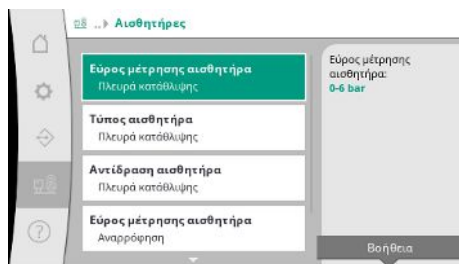 ..▸ Αισθητήρες
Εύρος μέτρησης αισθητήρα
Πλευρά κατάθλιψης
Τύπος αισθητήρα
Πλευρά κατάθλιψης
Αντίδραση αισθητήρα
Πλευρά κατάθλιψης
Εύρος μέτρησης αισθητήρα
Αναρρόφηση
Εύρος μέτρησης
αισθητήρα:
0-6 bar
Βοήθεια